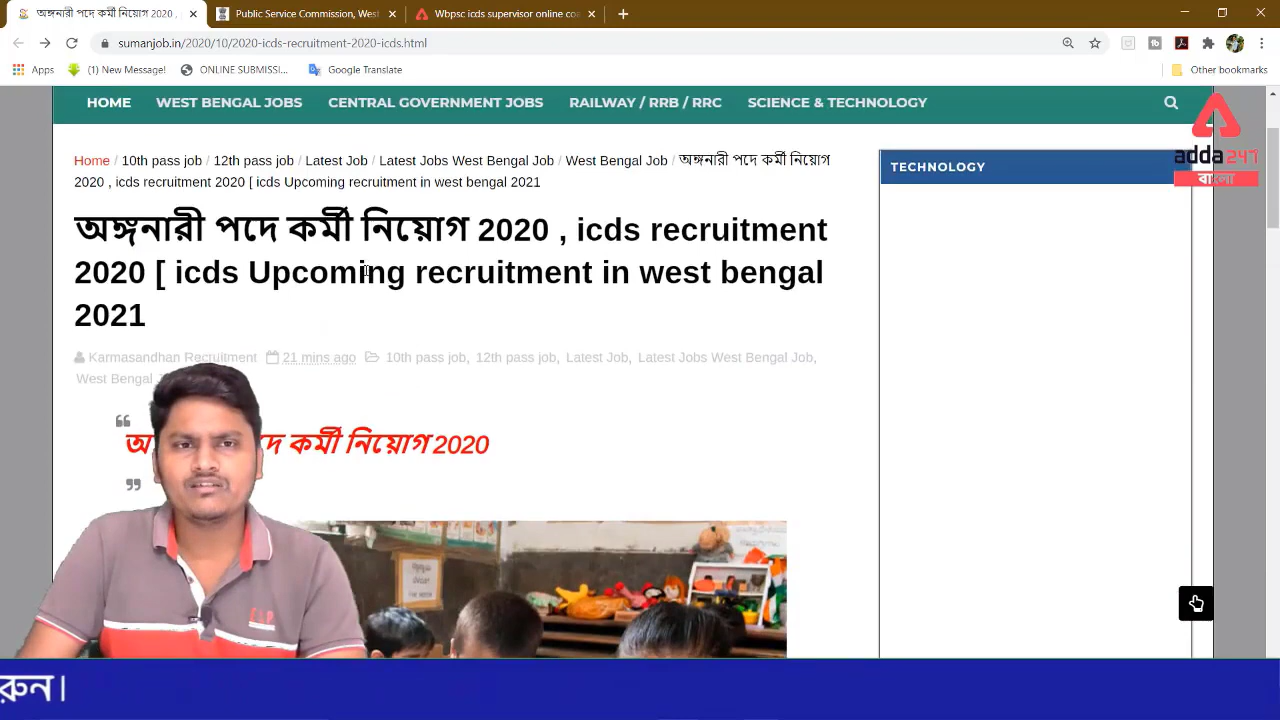 অঙ্গনারী পদে কর্মী নিয়োগ 2020 ,
Public Service Commission, West
Wbpsc icds supervisor online co
sumanjob.in/2020/10/2020-icds-recruitment-2020-icds.html
Apps
(1) New Message!
ONLINE SUBMISSI...
Google Translate
Other bookmarks
HOME WEST BENGAL JOBS CENTRAL GOVERNMENT JOBS RAILWAY / RRB / RRC SCIENCE & TECHNOLOGY
adda247
বাংলা
Home / 10th pass job / 12th pass job / Latest Job / Latest Jobs West Bengal Job / West Bengal Job / অঙ্গনারী পদে কর্মী নিয়োগ
2020 , icds recruitment 2020 [ icds Upcoming recruitment in west bengal 2021
TECHNOLOGY
অঙ্গনারী পদে কর্মী নিয়োগ 2020 , icds recruitment
2020 [ icds Upcoming recruitment in west bengal
2021
Karmasandhan Recruitment 21 mins ago 10th pass job, 12th pass job, Latest Job, Latest Jobs West Bengal Job,
West Bengal
“
পদে কর্মী নিয়োগ 2020
”
রুন।